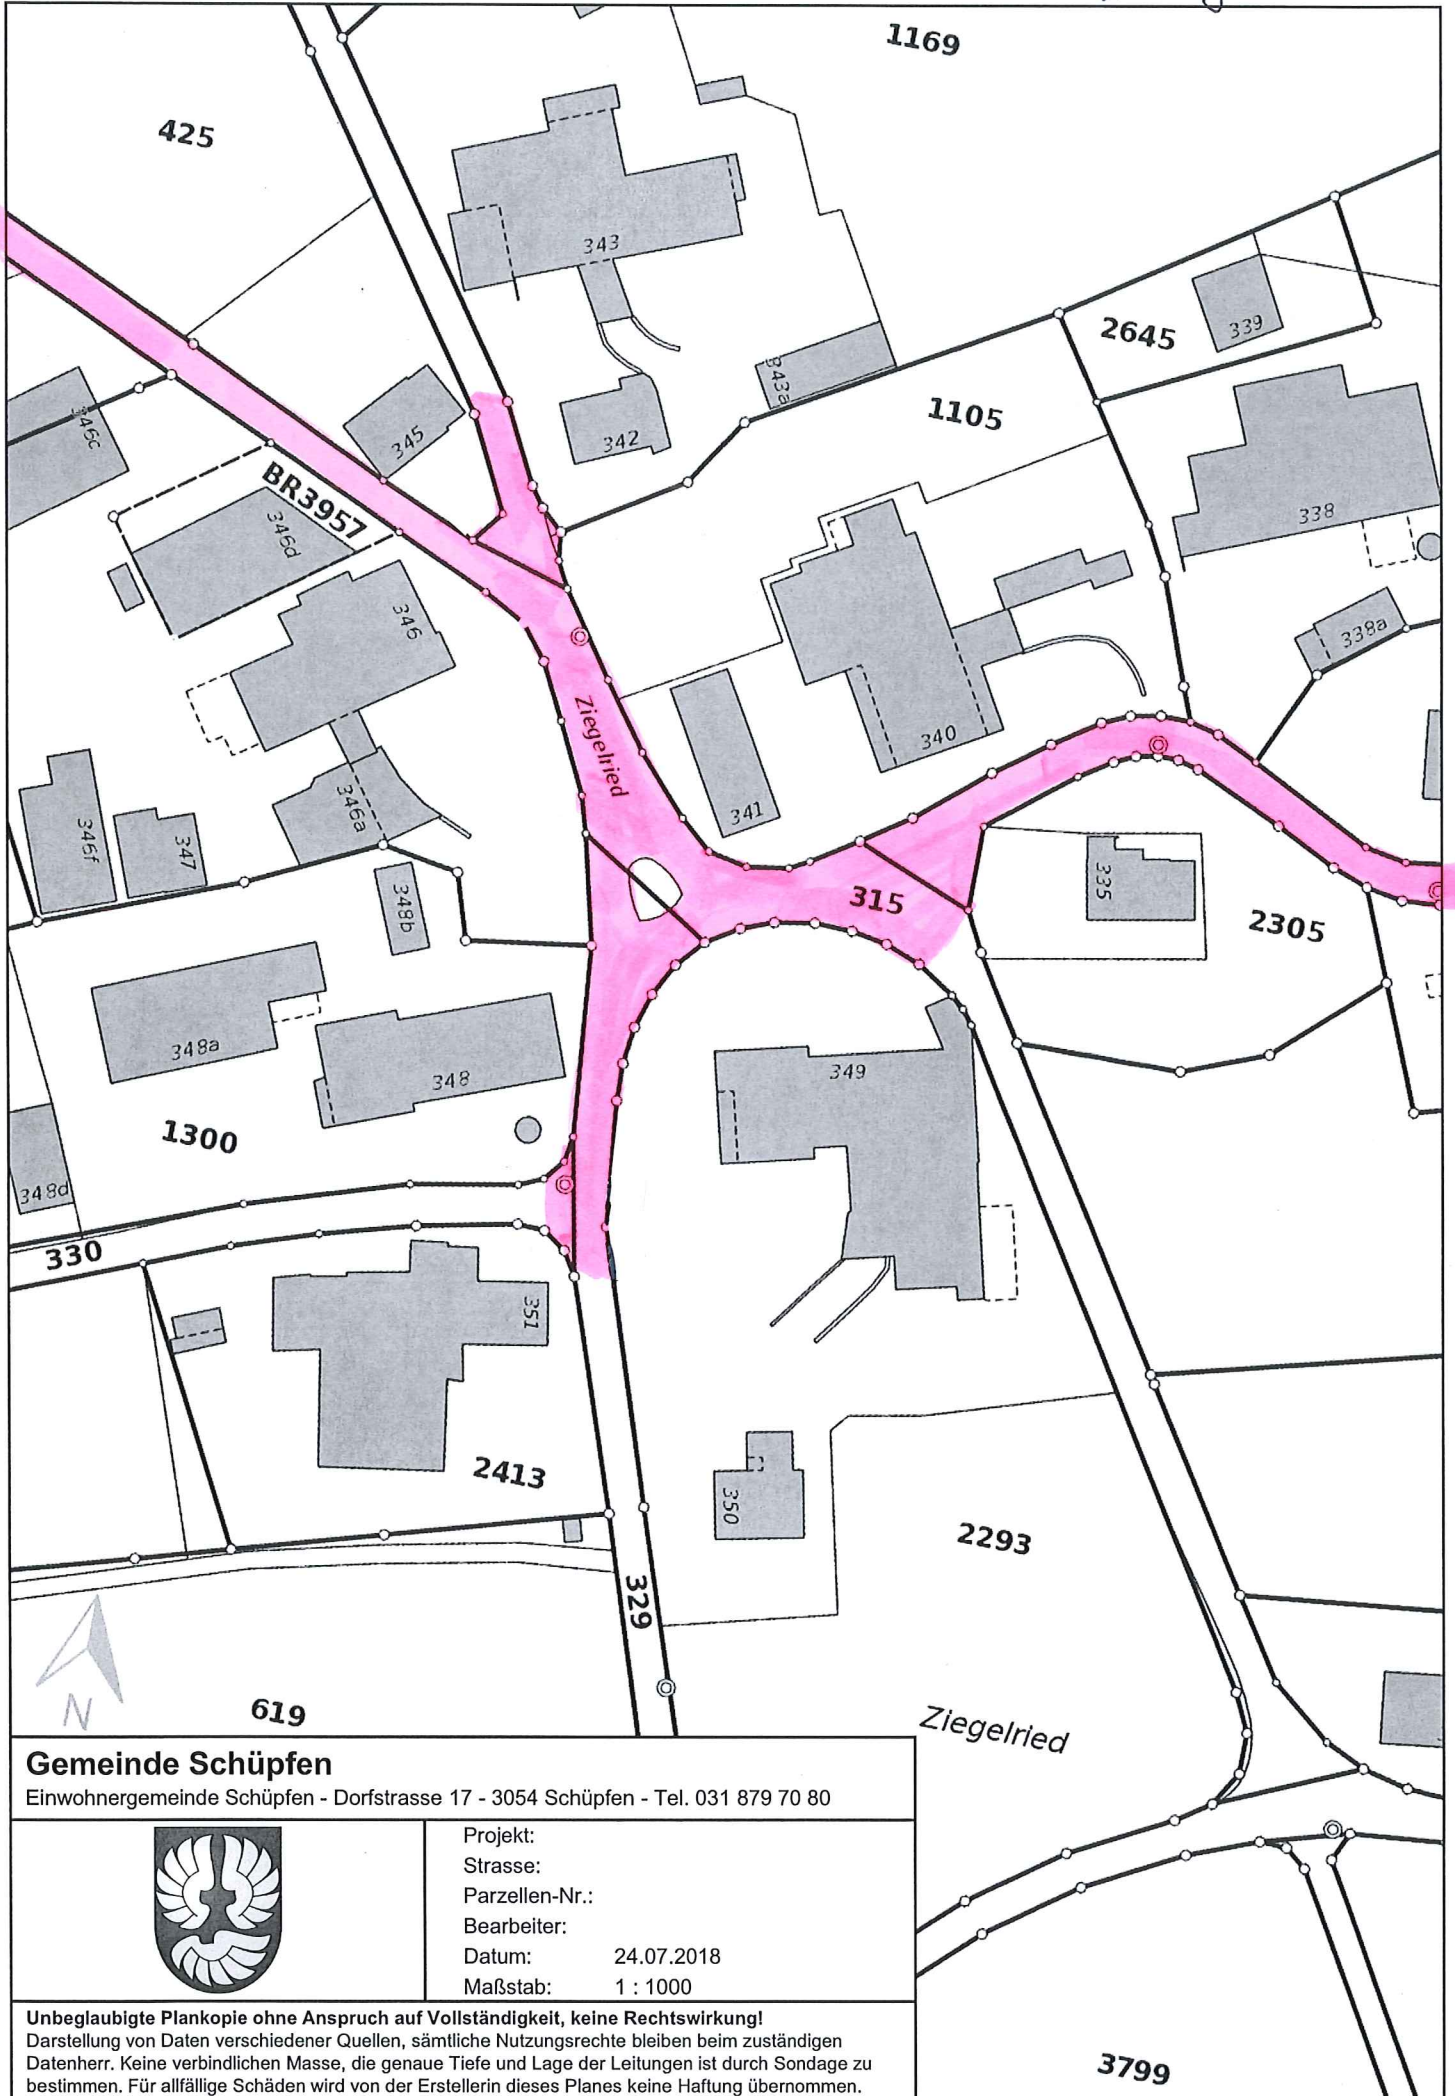 1169
425
343
339
2645
343a
1105
346c
345
342
BR3957
346d
338
346
338a
Ziegelried
340
341
346a
346f
347
335
315
348b
2305
348a
348
349
1300
348d
330
351
2413
350
2293
329
N
619
Ziegelried
Gemeinde Schüpfen
Einwohnergemeinde Schüpfen - Dorfstrasse 17 - 3054 Schüpfen - Tel. 031 879 70 80
Projekt:
Strasse:
Parzellen-Nr.:
Bearbeiter:
Datum: 24.07.2018
Maßstab: 1 : 1000
Unbeglaubigte Plankopie ohne Anspruch auf Vollständigkeit, keine Rechtswirkung!
Darstellung von Daten verschiedener Quellen, sämtliche Nutzungsrechte bleiben beim zuständigen
Datenherr. Keine verbindlichen Masse, die genaue Tiefe und Lage der Leitungen ist durch Sondage zu
bestimmen. Für allfällige Schäden wird von der Erstellerin dieses Planes keine Haftung übernommen.
3799